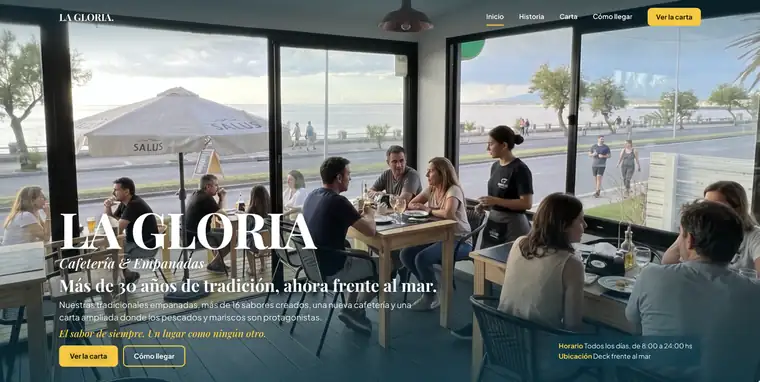 LA GLORIA.
Inicio
Historia
Carta
Cómo llegar
Ver la carta
SALUS
SALUS
LA GLORIA
Cafetería & Empanadas
Más de 30 años de tradición, ahora frente al mar.
Nuestras tradicionales empanadas, más de 16 sabores creados, una nueva cafetería y una
carta ampliada donde los pescados y mariscos son protagonistas.
El sabor de siempre. Un lugar como ningún otro.
Ver la carta
Cómo llegar
Horario Todos los días, de 8:00 a 24:00 hs
Ubicación Deck frente al mar